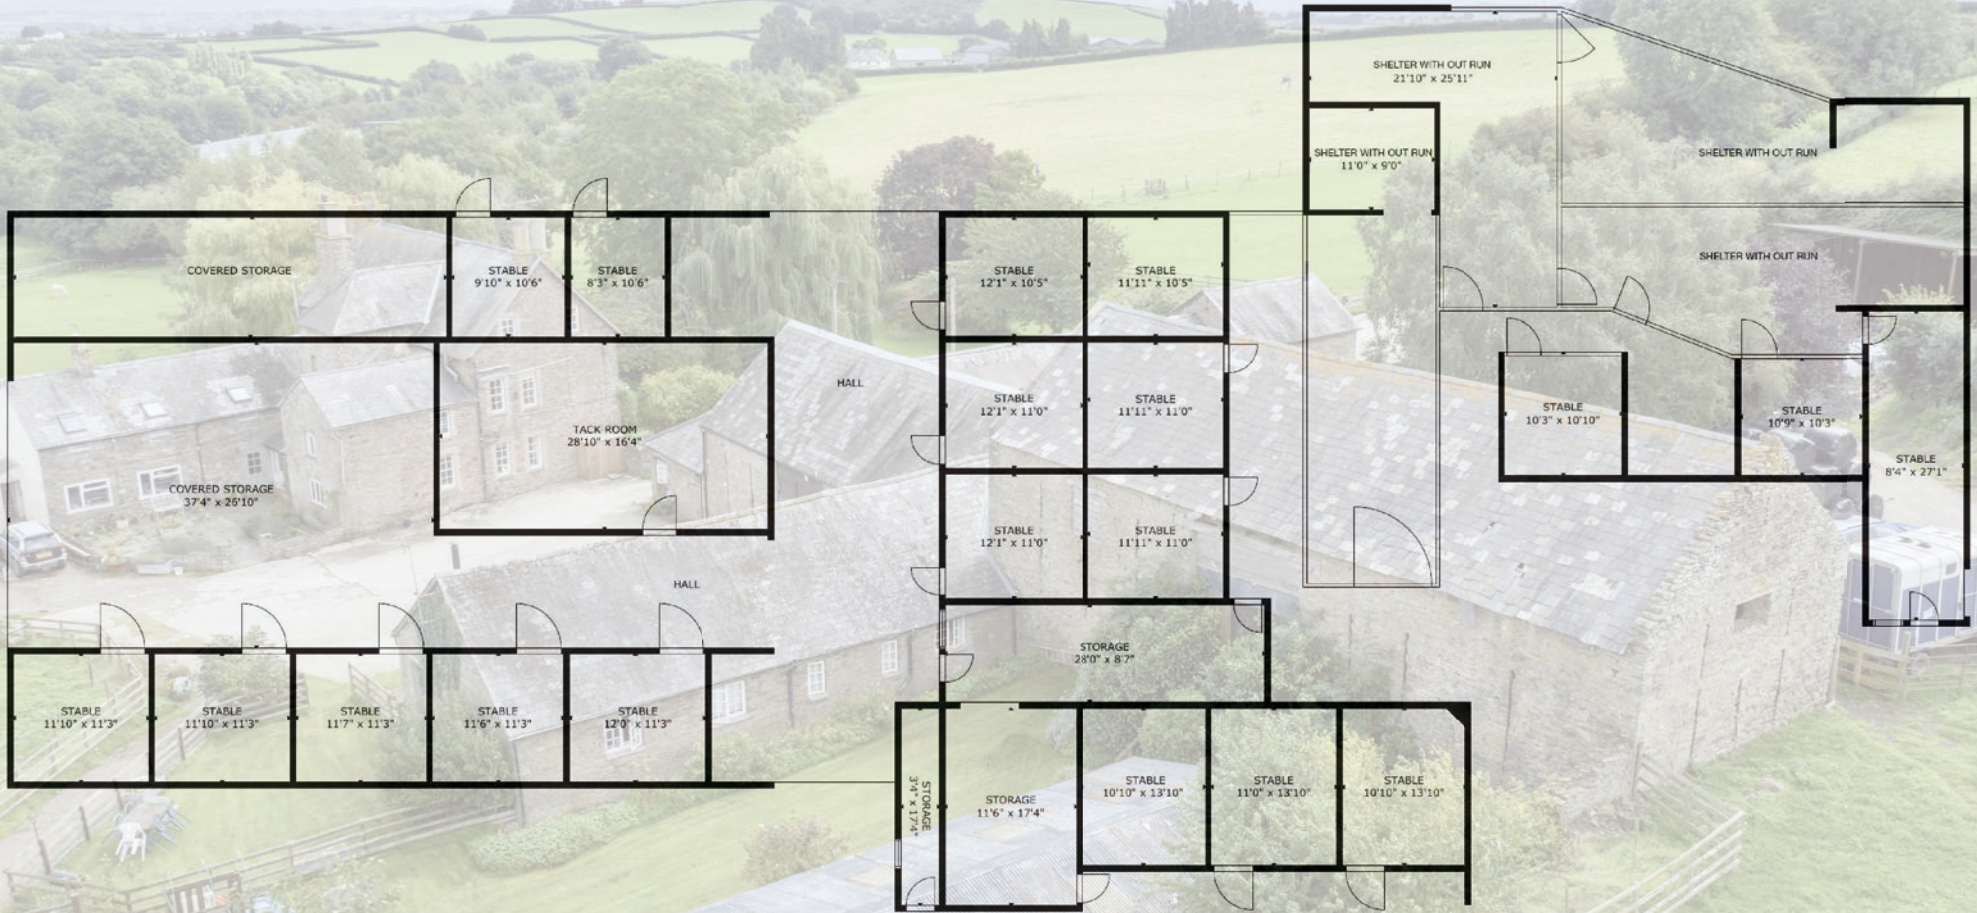 SHELTER WITH OUT RUN
21'10" x 25'11"
SHELTER WITH OUT RUN
11'0" x 9'0"
SHELTER WITH OUT RUN
SHELTER WITH OUT RUN
COVERED STORAGE
STABLE
9'10" x 10'6"
STABLE
8'3" x 10'6"
STABLE
12'1" x 10'5"
STABLE
11'11" x 10'5"
HALL
STABLE
12'1" x 11'0"
STABLE
11'11" x 11'0"
TACK ROOM
28'10" x 16'4"
STABLE
10'3" x 10'10"
STABLE
10'9" x 10'3"
STABLE
8'4" x 27'1"
COVERED STORAGE
37'4" x 26'10"
STABLE
12'1" x 11'0"
STABLE
11'11" x 11'0"
HALL
STORAGE
28'0" x 8'7"
STABLE
11'10" x 11'3"
STABLE
11'10" x 11'3"
STABLE
11'7" x 11'3"
STABLE
11'6" x 11'3"
STABLE
12'0" x 11'3"
STORAGE
3'4" x 17'4"
STORAGE
11'6" x 17'4"
STABLE
10'10" x 13'10"
STABLE
11'0" x 13'10"
STABLE
10'10" x 13'10"